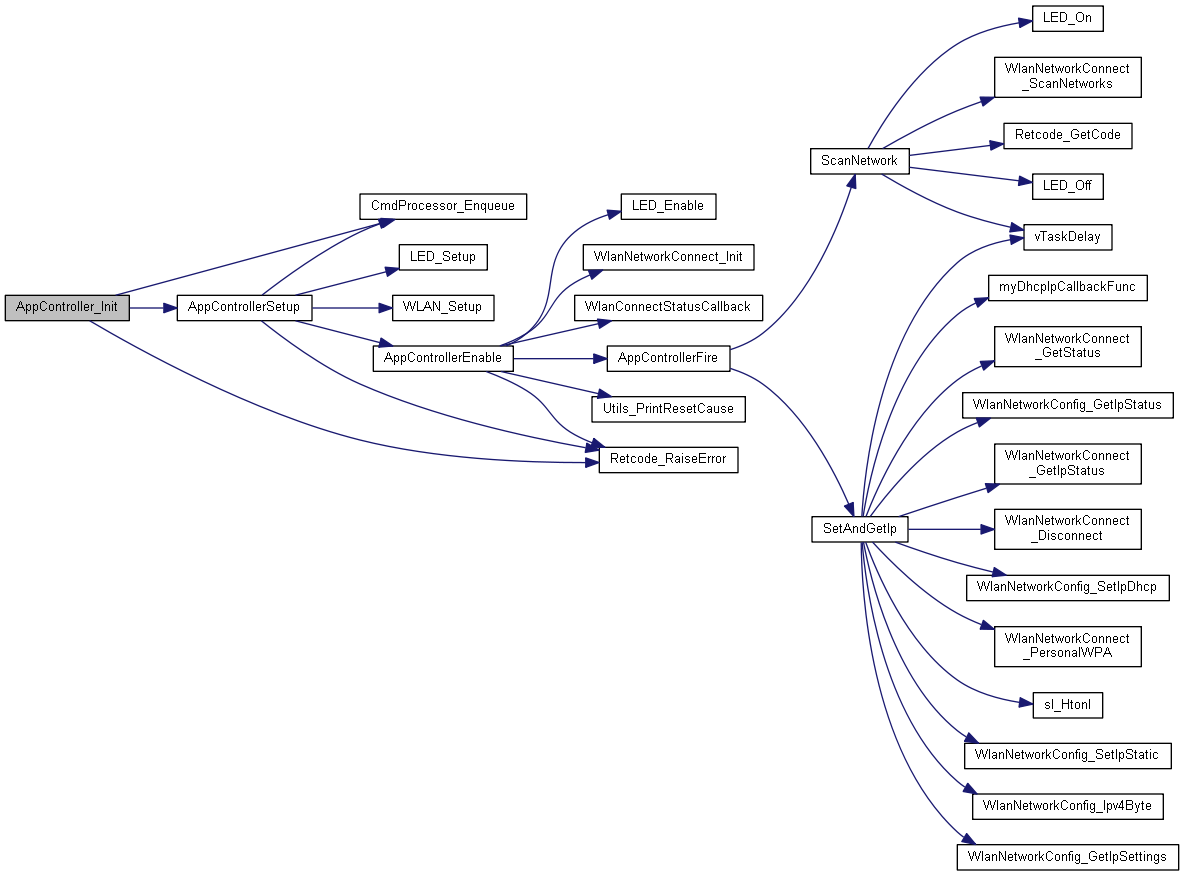 LED_On
WlanNetworkConnect
_ScanNetworks
Retcode_GetCode
ScanNetwork
LED_Off
CmdProcessor_Enqueue
LED_Enable
vTaskDelay
LED_Setup
WlanNetworkConnect_Init
myDhcpIpCallbackFunc
AppController_Init
AppControllerSetup
WLAN_Setup
WlanConnectStatusCallback
WlanNetworkConnect
_GetStatus
AppControllerEnable
AppControllerFire
Utils_PrintResetCause
WlanNetworkConfig_GetIpStatus
Retcode_RaiseError
WlanNetworkConnect
_GetIpStatus
SetAndGetIp
WlanNetworkConnect
_Disconnect
WlanNetworkConfig_SetIpDhcp
WlanNetworkConnect
_PersonalWPA
sl_Htonl
WlanNetworkConfig_SetIpStatic
WlanNetworkConfig_Ipv4Byte
WlanNetworkConfig_GetIpSettings